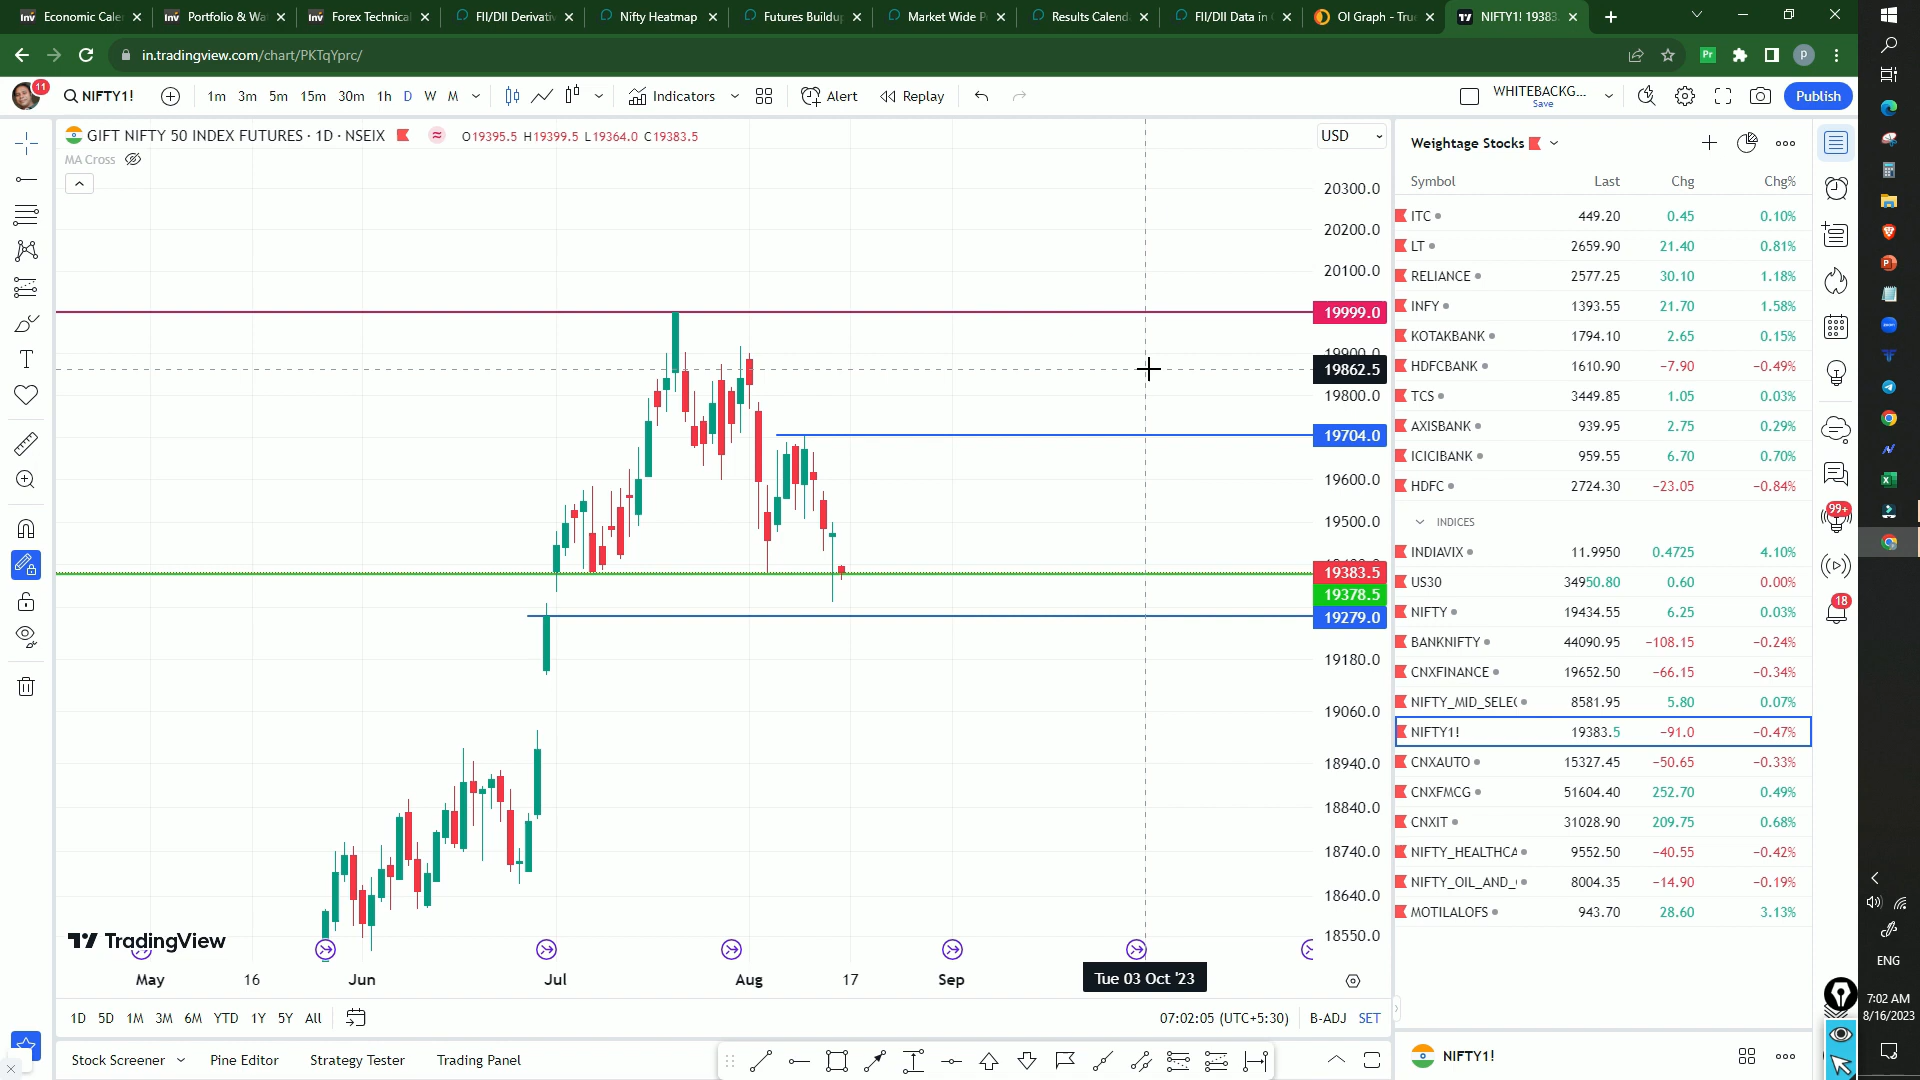 Economic Cale
Portfolio & Wa
Forex Technica
FII/DII Derivati
Nifty Heatmap
Futures Buildup
Market Wide P
Results Calend
FII/DII Data in
OI Graph - True
NIFTY1! 19383.
in.tradingview.com/chart/PKTqYprc/
Pr
p
11
NIFTY1!
1m 3m 5m 15m 30m 1h D W M
Indicators
Alert
Replay
WHITEBACKG...
Save
Publish
GIFT NIFTY 50 INDEX FUTURES · 1D · NSEIX
O19395.5 H19399.5 L19364.0 C19383.5
MA Cross
USD
20300.0
20200.0
20100.0
19999.0
19900.0
19862.5
19800.0
19704.0
19600.0
19500.0
19383.5
19378.5
19279.0
19180.0
19060.0
18940.0
18840.0
18740.0
18640.0
18550.0
TradingView
May 16 Jun Jul Aug 17 Sep
Tue 03 Oct '23
1D 5D 1M 3M 6M YTD 1Y 5Y All
07:02:05 (UTC+5:30)
B-ADJ SET
Stock Screener
Pine Editor
Strategy Tester
Trading Panel
Weightage Stocks
Symbol Last Chg Chg%
ITC 449.20 0.45 0.10%
LT 2659.90 21.40 0.81%
RELIANCE 2577.25 30.10 1.18%
INFY 1393.55 21.70 1.58%
KOTAKBANK 1794.10 2.65 0.15%
HDFCBANK 1610.90 −7.90 −0.49%
TCS 3449.85 1.05 0.03%
AXISBANK 939.95 2.75 0.29%
ICICIBANK 959.55 6.70 0.70%
HDFC 2724.30 −23.05 −0.84%
INDICES
INDIAVIX 11.9950 0.4725 4.10%
US30 34950.80 0.60 0.00%
NIFTY 19434.55 6.25 0.03%
BANKNIFTY 44090.95 −108.15 −0.24%
CNXFINANCE 19652.50 −66.15 −0.34%
NIFTY_MID_SELE 8581.95 5.80 0.07%
NIFTY1! 19383.5 −91.0 −0.47%
CNXAUTO 15327.45 −50.65 −0.33%
CNXFMCG 51604.40 252.70 0.49%
CNXIT 31028.90 209.75 0.68%
NIFTY_HEALTHCA 9552.50 −40.55 −0.42%
NIFTY_OIL_AND_ 8004.35 −14.90 −0.19%
MOTILALOFS 943.70 28.60 3.13%
NIFTY1!
99+
18
ENG
7:02 AM
8/16/2023